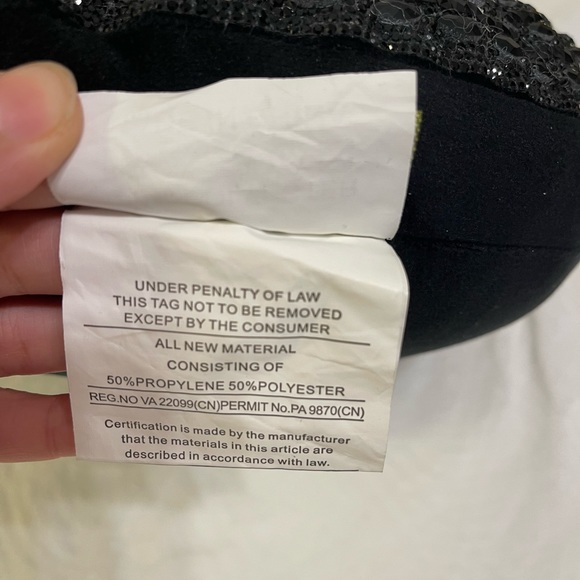 UNDER PENALTY OF LAW
THIS TAG NOT TO BE REMOVED
EXCEPT BY THE CONSUMER
ALL NEW MATERIAL
CONSISTING OF
50%PROPYLENE 50%POLYESTER
REG.NO VA 22099(CN)PERMIT No.PA 9870(CN)
Certification is made by the manufacturer
that the materials in this article are
described in accordance with law.